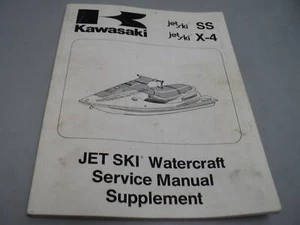 Kawasaki
jet ski SS
jet ski X-4
JET SKI® Watercraft
Service Manual
Supplement